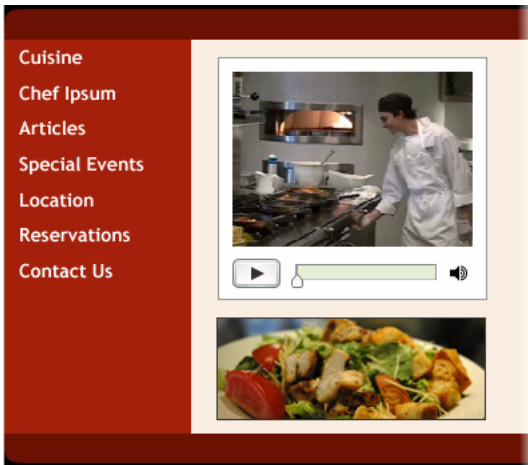 Cuisine
Chef Ipsum
Articles
Special Events
Location
Reservations
Contact Us